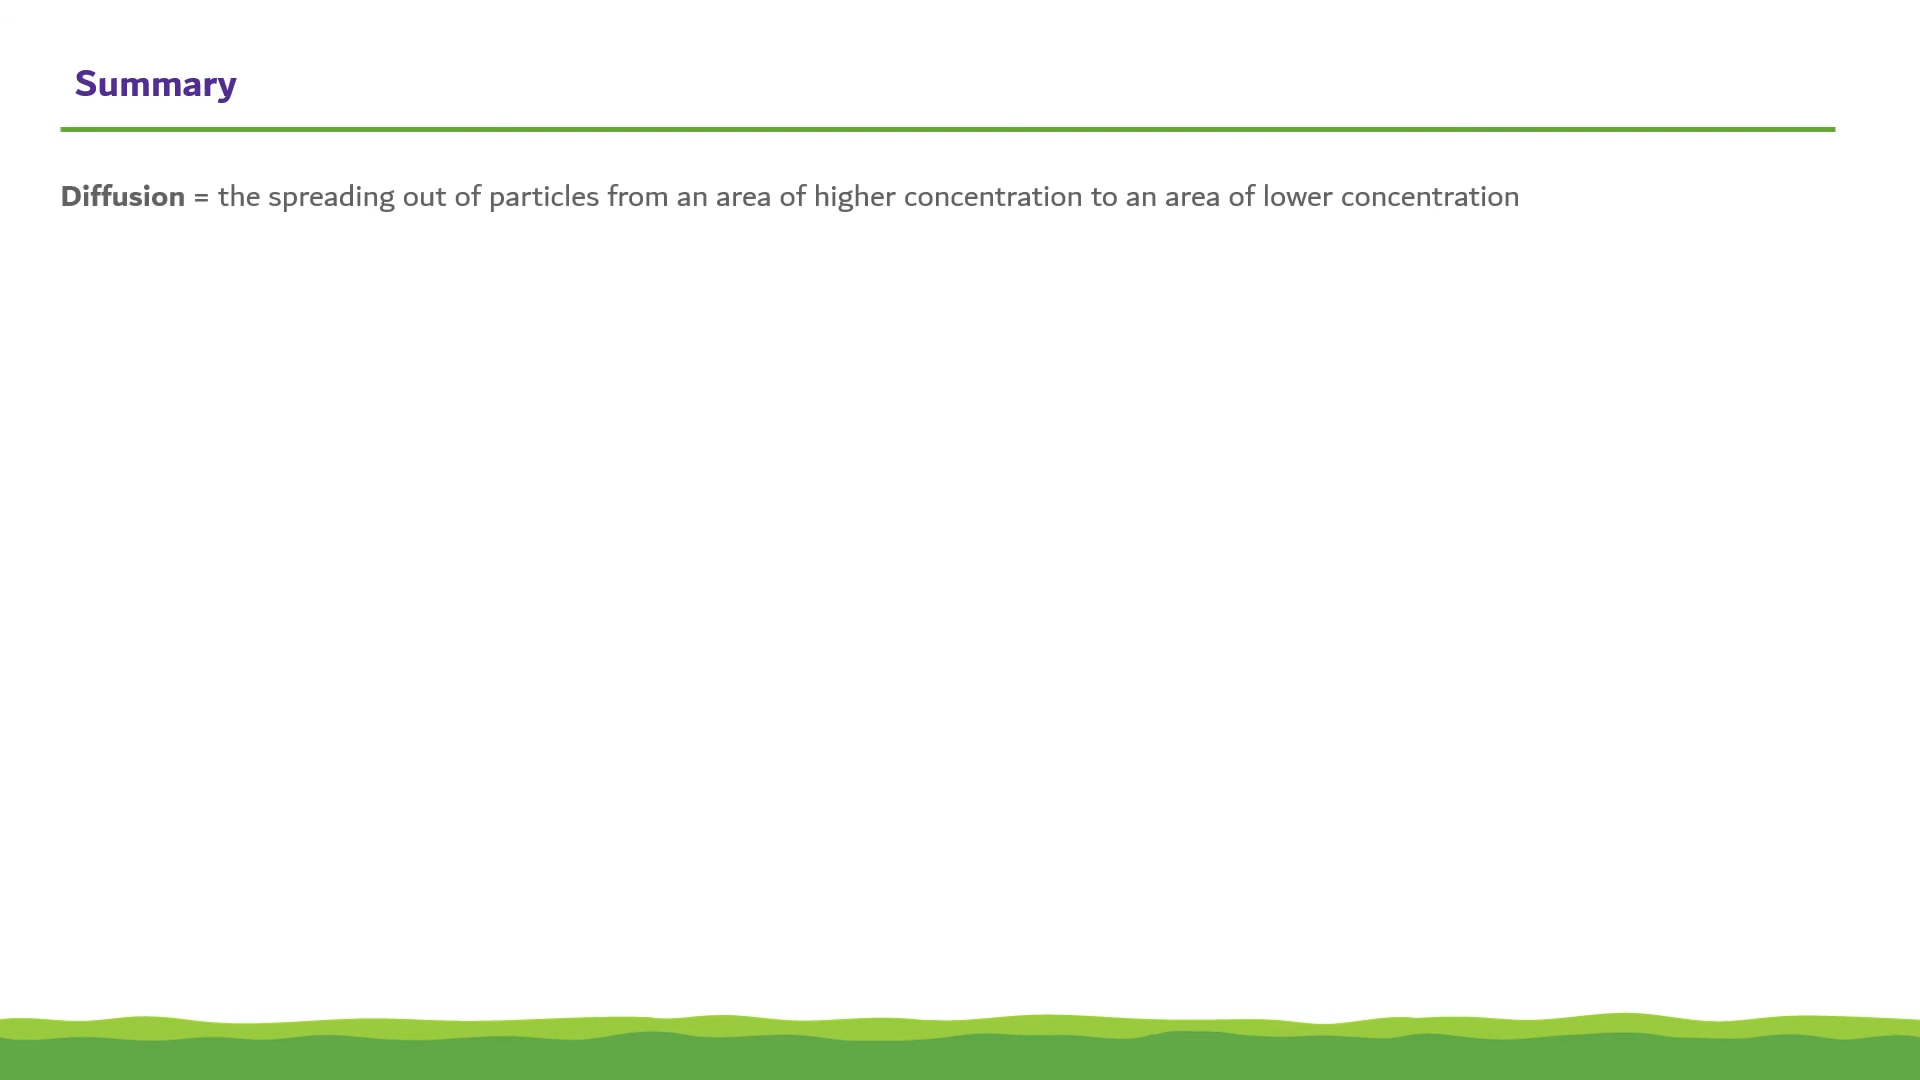 Summary
Diffusion = the spreading out of particles from an area of higher concentration to an area of lower concentration